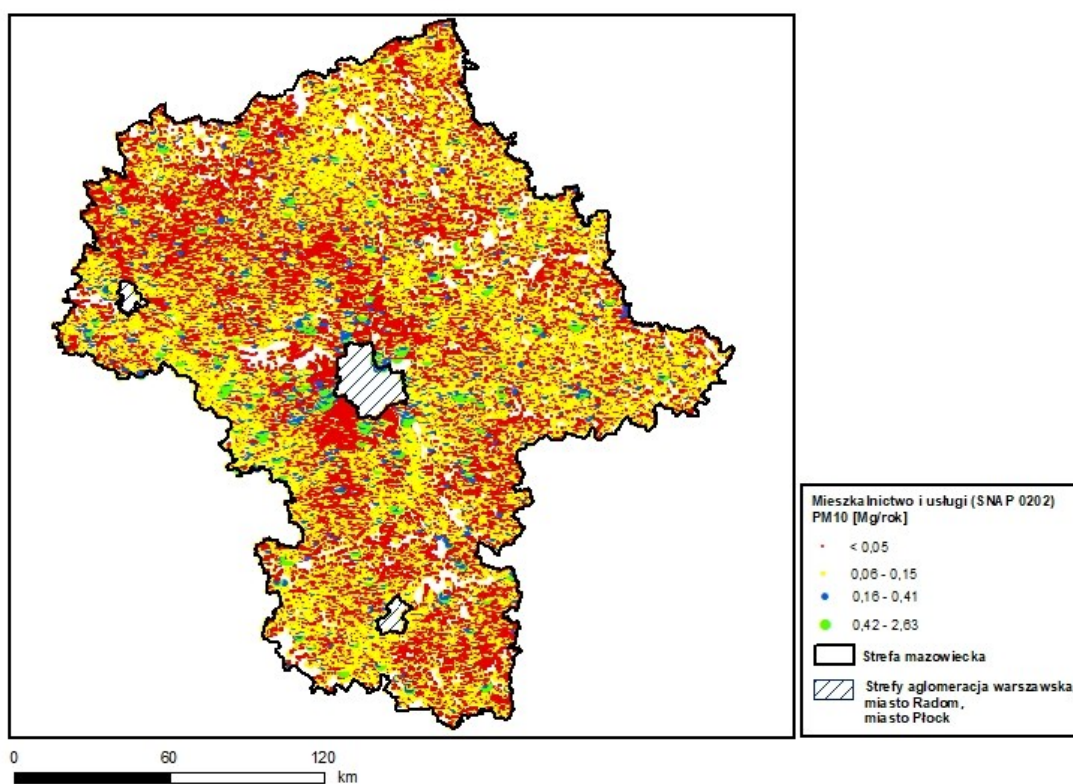 Mieszkalnictwo i usługi (SNAP 0202)
PM10 [Mg/rok]
< 0,05
0,06 - 0,15
0,16 - 0,41
0,42 - 2,63
Strefa mazowiecka
Strefy aglomeracja warszawska,
miasto Radom,
miasto Płock
0 60 120
km